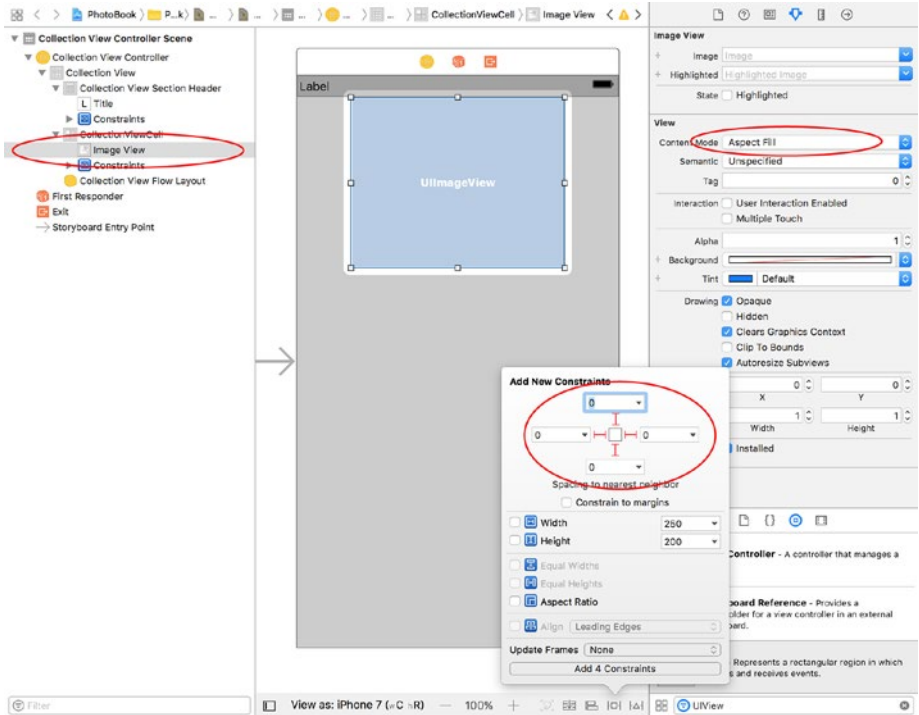 PhotoBook
P...k
CollectionViewCell
Image View
Collection View Controller Scene
Collection View Controller
Collection View
Collection View Section Header
L Title
Constraints
CollectionViewCell
Image View
Constraints
Collection View Flow Layout
First Responder
Exit
Storyboard Entry Point
Filter
Label
UIImageView
Add New Constraints
0
0
0
0
Spacing to nearest neighbor
Constrain to margins
Width 250
Height 200
Equal Widths
Equal Heights
Aspect Ratio
Align Leading Edges
Update Frames None
Add 4 Constraints
View as: iPhone 7 (wC hR)
100%
Image View
Image Image
Highlighted Highlighted Image
State Highlighted
View
Content Mode Aspect Fill
Semantic Unspecified
Tag 0
Interaction User Interaction Enabled
Multiple Touch
Alpha 1
Background
Tint Default
Drawing Opaque
Hidden
Clears Graphics Context
Clip To Bounds
Autoresize Subviews
0 0
X Y
1 1
Width Height
Installed
Controller - A controller that manages a
board Reference - Provides a
older for a view controller in an external
oard.
Represents a rectangular region in which
s and receives events.
UIView